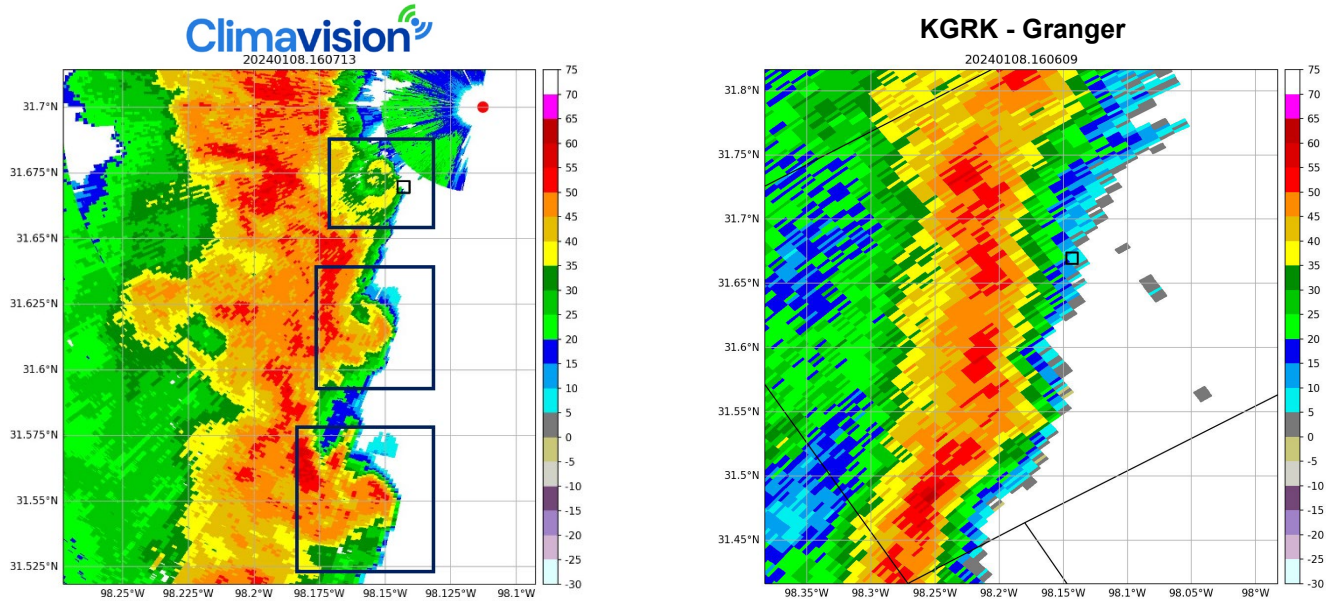 Climavision
KGRK - Granger
20240108.160713
20240108.160609
31.7°N
31.675°N
31.65°N
31.625°N
31.6°N
31.575°N
31.55°N
31.525°N
98.25°W
98.225°W
98.2°W
98.175°W
98.15°W
98.125°W
98.1°W
75
70
65
60
55
50
45
40
35
30
25
20
15
10
5
0
-5
-10
-15
-20
-25
-30
31.8°N
31.75°N
31.7°N
31.65°N
31.6°N
31.55°N
31.5°N
31.45°N
98.35°W
98.3°W
98.25°W
98.2°W
98.15°W
98.1°W
98.05°W
98°W
75
70
65
60
55
50
45
40
35
30
25
20
15
10
5
0
-5
-10
-15
-20
-25
-30